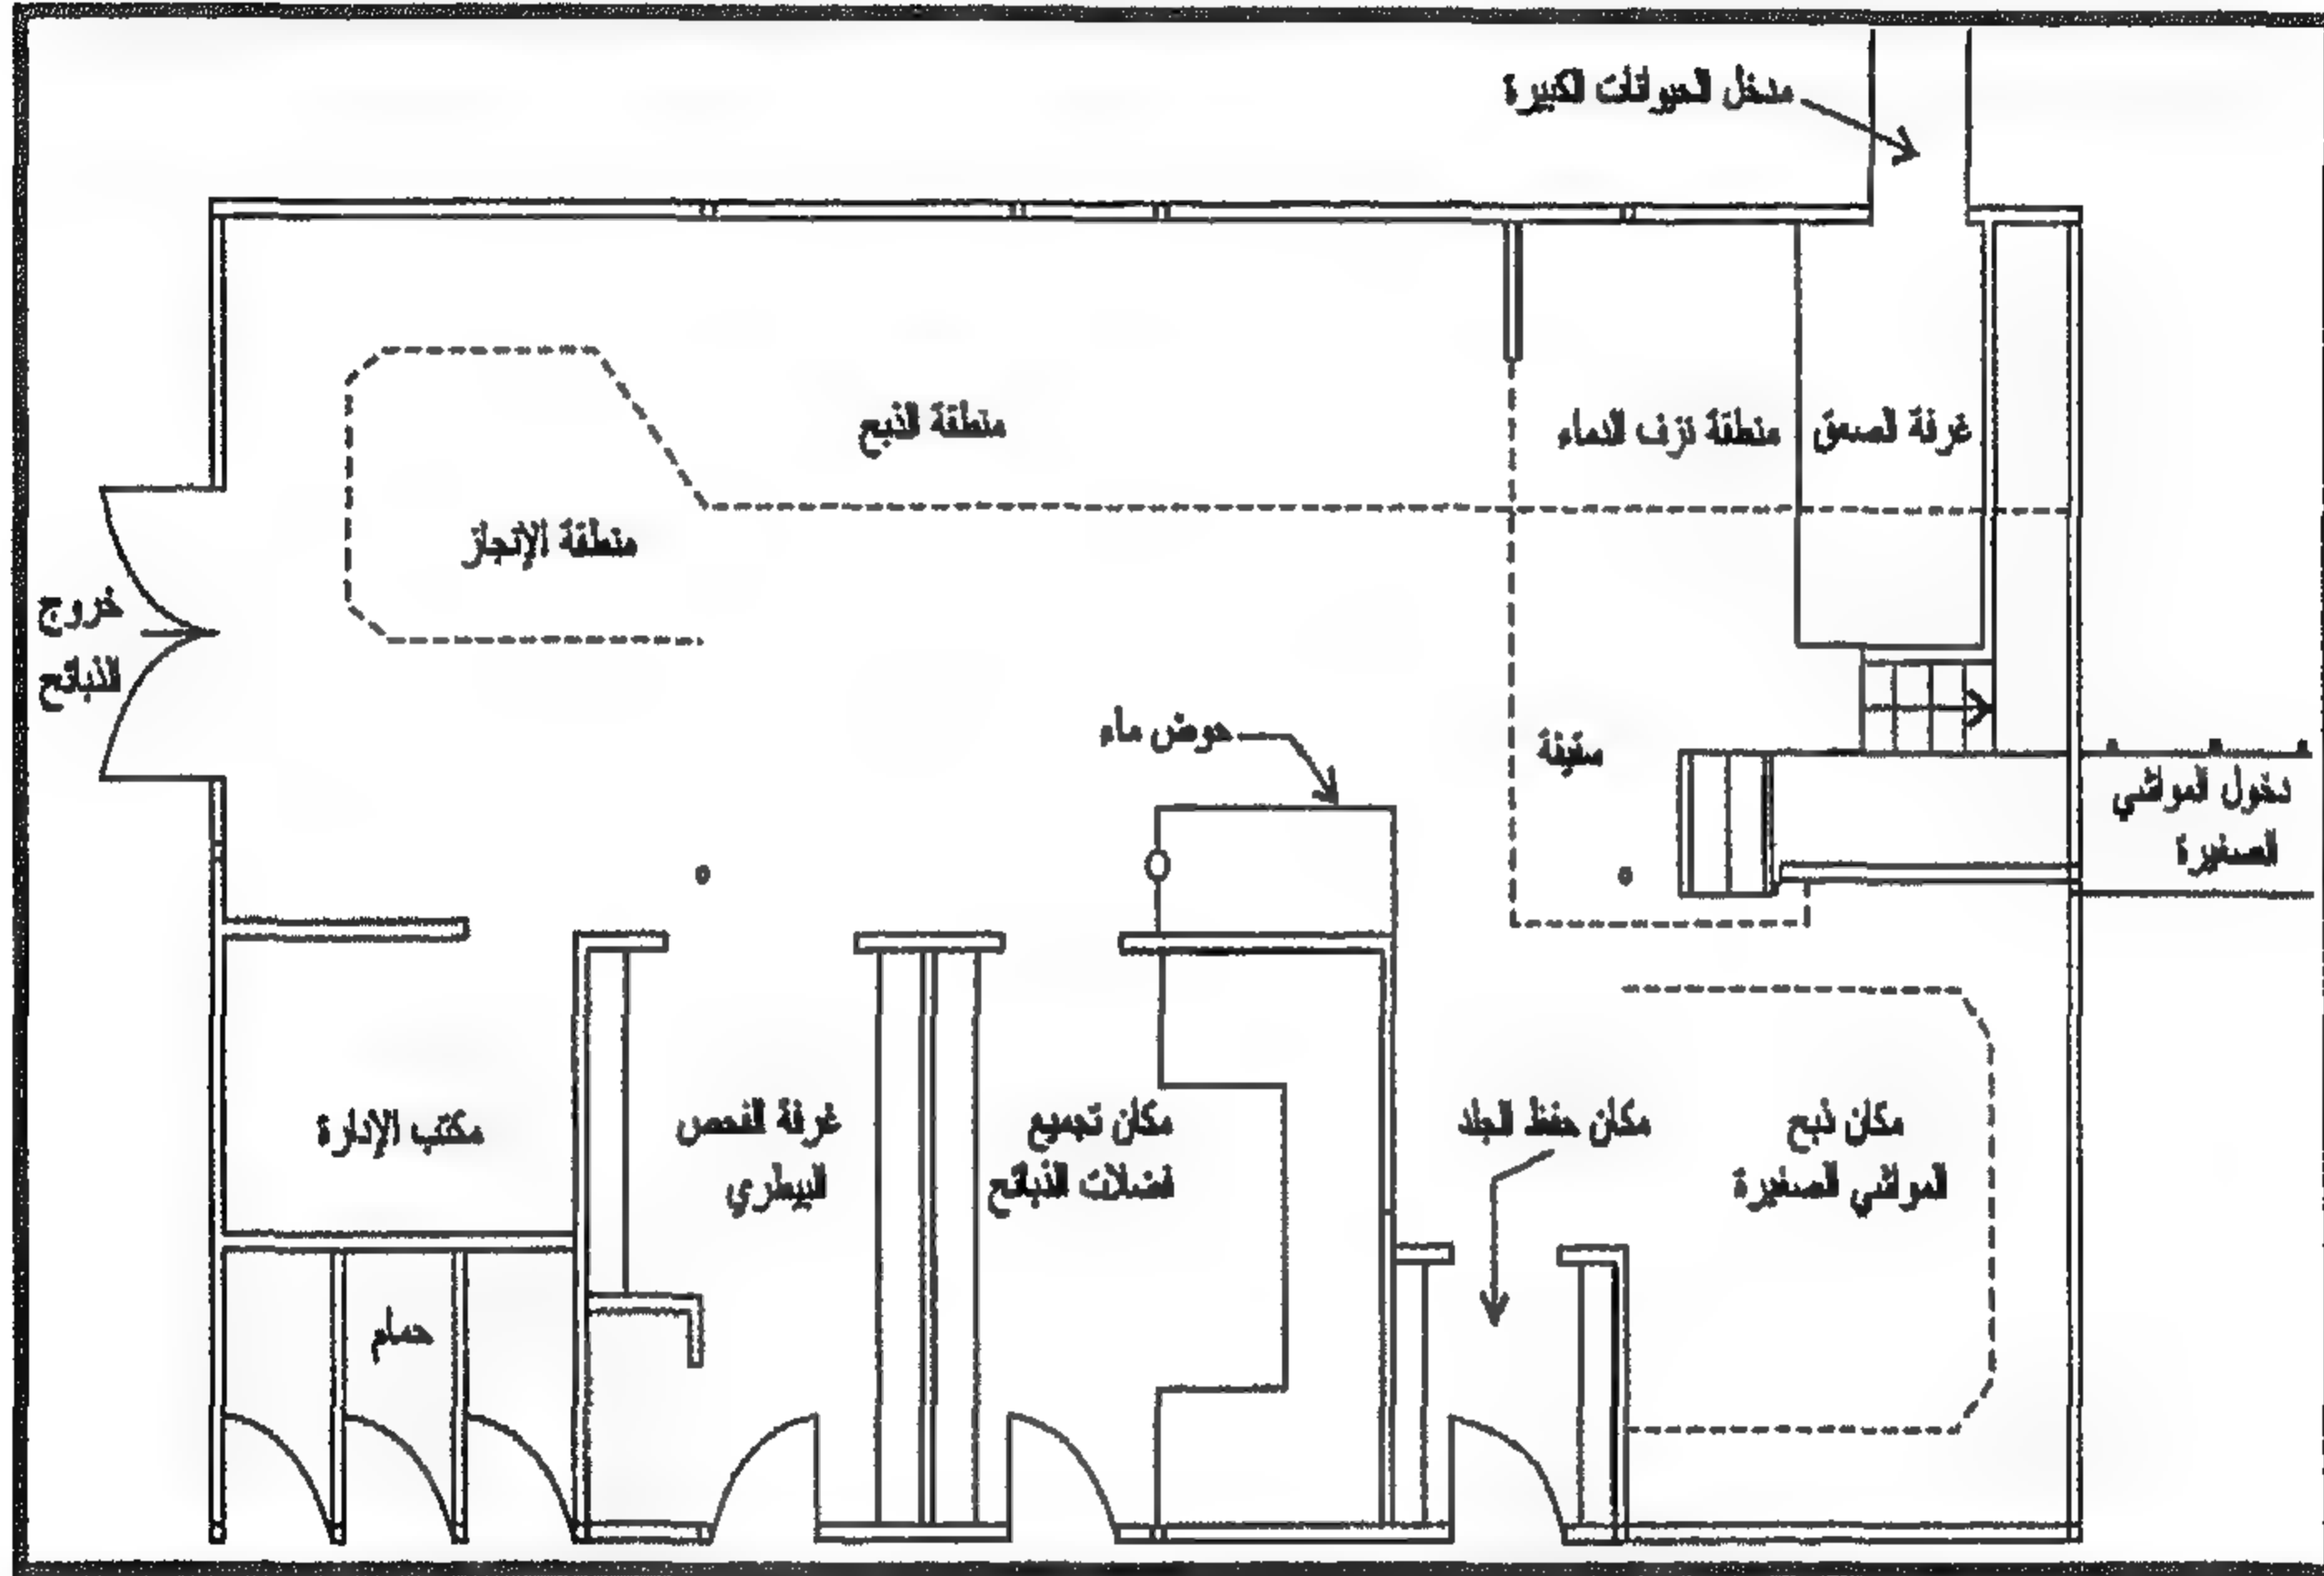 مدخل الحيوانات الكبيرة
غرفة الصعق
منطقة نزف الدماء
منطقة الذبح
منطقة الإنجاز
خروج
الذبائح
حوض ماء
سقيفة
دخول المواشي
الصغيرة
مكان ذبح
المواشي الصغيرة
مكان حفظ الجلد
مكان تجميع
فضلات الذبائح
غرفة الفحص
البيطري
مكتب الإدارة
حمام